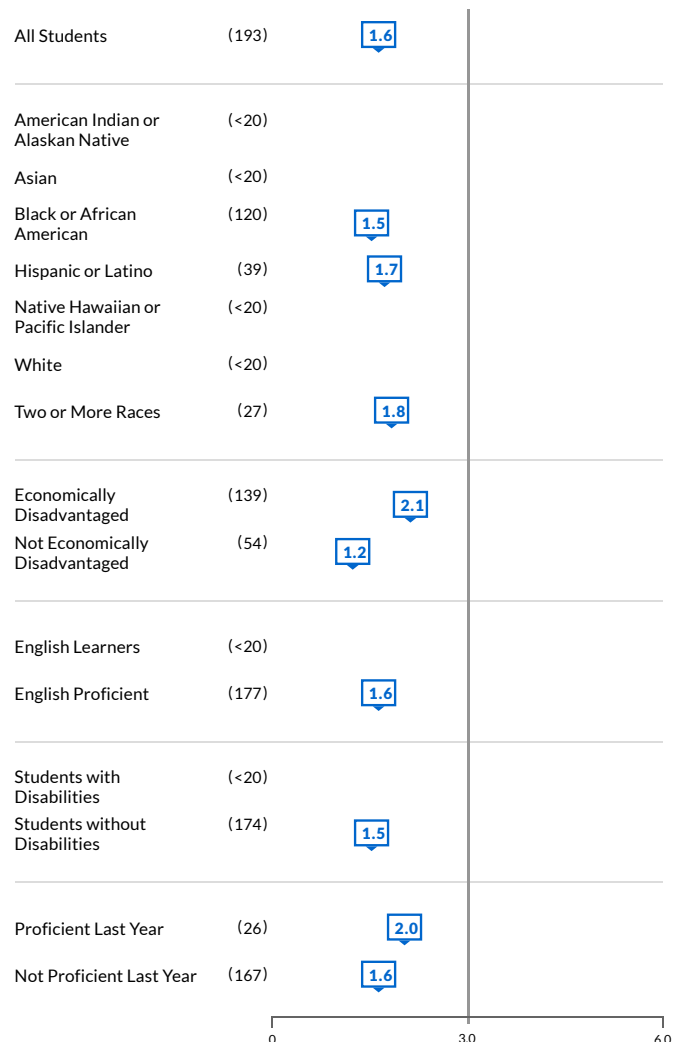 All Students (193) 1.6
American Indian or
Alaskan Native (<20)
Asian (<20)
Black or African
American (120) 1.5
Hispanic or Latino (39) 1.7
Native Hawaiian or
Pacific Islander (<20)
White (<20)
Two or More Races (27) 1.8
Economically
Disadvantaged (139) 2.1
Not Economically
Disadvantaged (54) 1.2
English Learners (<20)
English Proficient (177) 1.6
Students with
Disabilities (<20)
Students without
Disabilities (174) 1.5
Proficient Last Year (26) 2.0
Not Proficient Last Year (167) 1.6
0 3.0 6.0